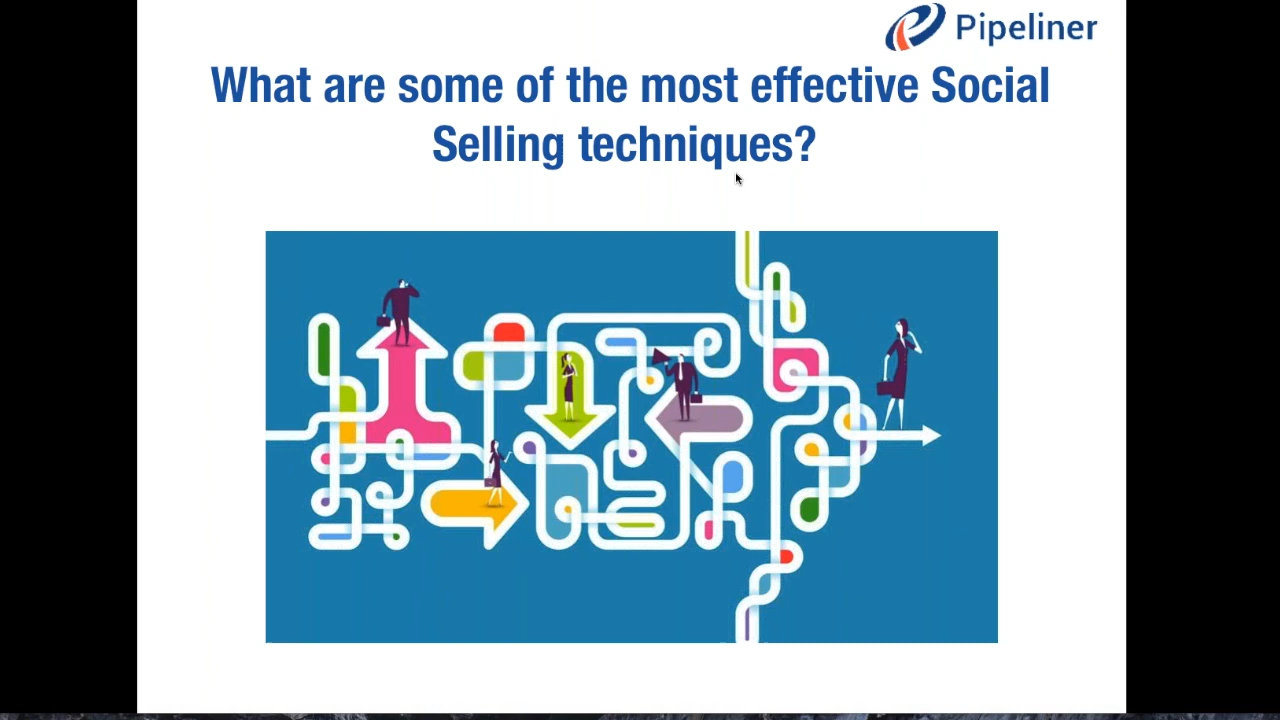 Pipeliner
What are some of the most effective Social
Selling techniques?